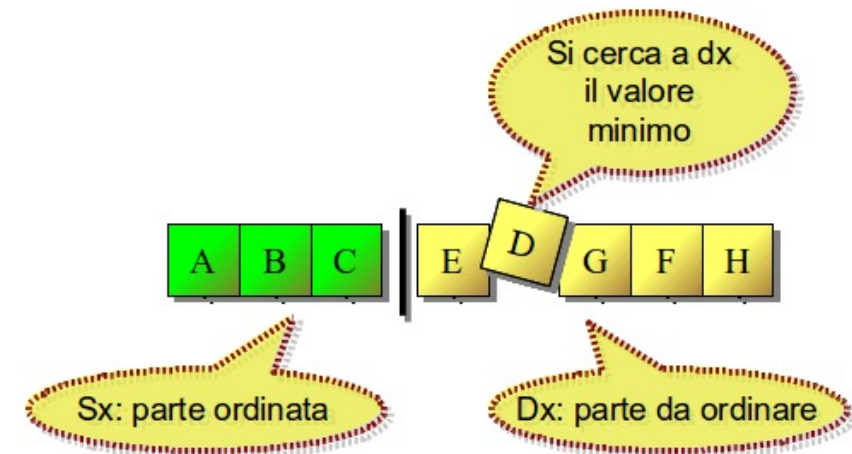 Si cerca a dx
il valore
minimo
A B C E D G F H
Sx: parte ordinata
Dx: parte da ordinare